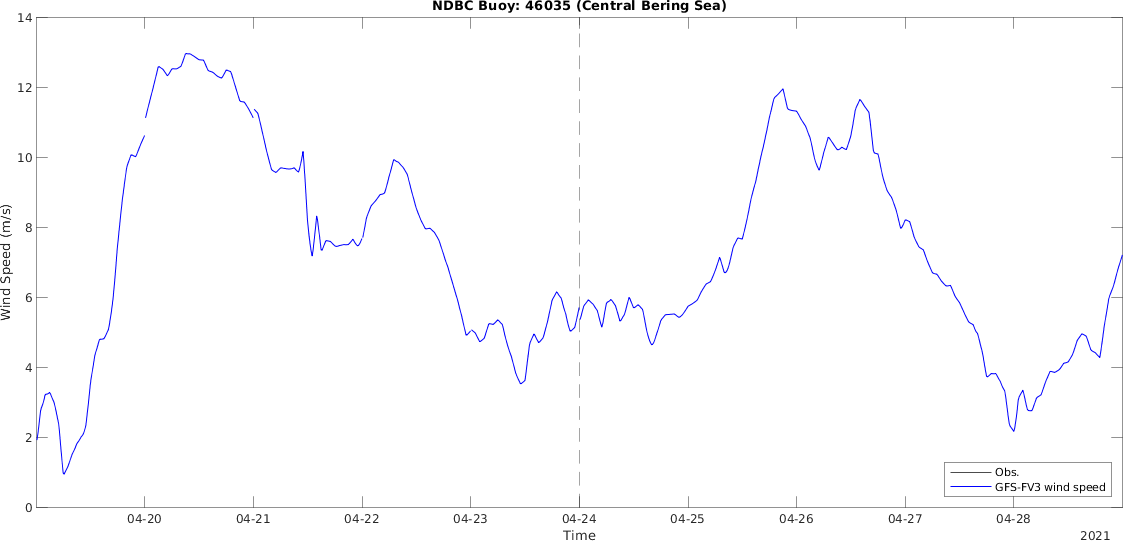 NDBC Buoy: 46035 (Central Bering Sea)
14
12
10
8
6
4
2
0
Wind Speed (m/s)
04-20 04-21 04-22 04-23 04-24 04-25 04-26 04-27 04-28
Time
2021
Obs.
GFS-FV3 wind speed